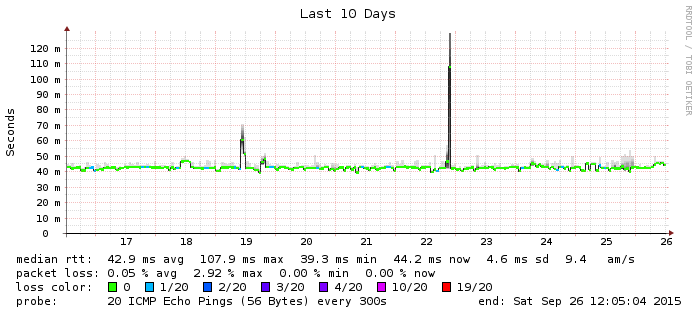 Last 10 Days
RRDTOOL / TOBI OETIKER
Seconds
120 m
110 m
100 m
90 m
80 m
70 m
60 m
50 m
40 m
30 m
20 m
10 m
0
17 18 19 20 21 22 23 24 25 26
median rtt: 42.9 ms avg 107.9 ms max 39.3 ms min 44.2 ms now 4.6 ms sd 9.4 am/s
packet loss: 0.05 % avg 2.92 % max 0.00 % min 0.00 % now
loss color: 0 1/20 2/20 3/20 4/20 10/20 19/20
probe: 20 ICMP Echo Pings (56 Bytes) every 300s end: Sat Sep 26 12:05:04 2015